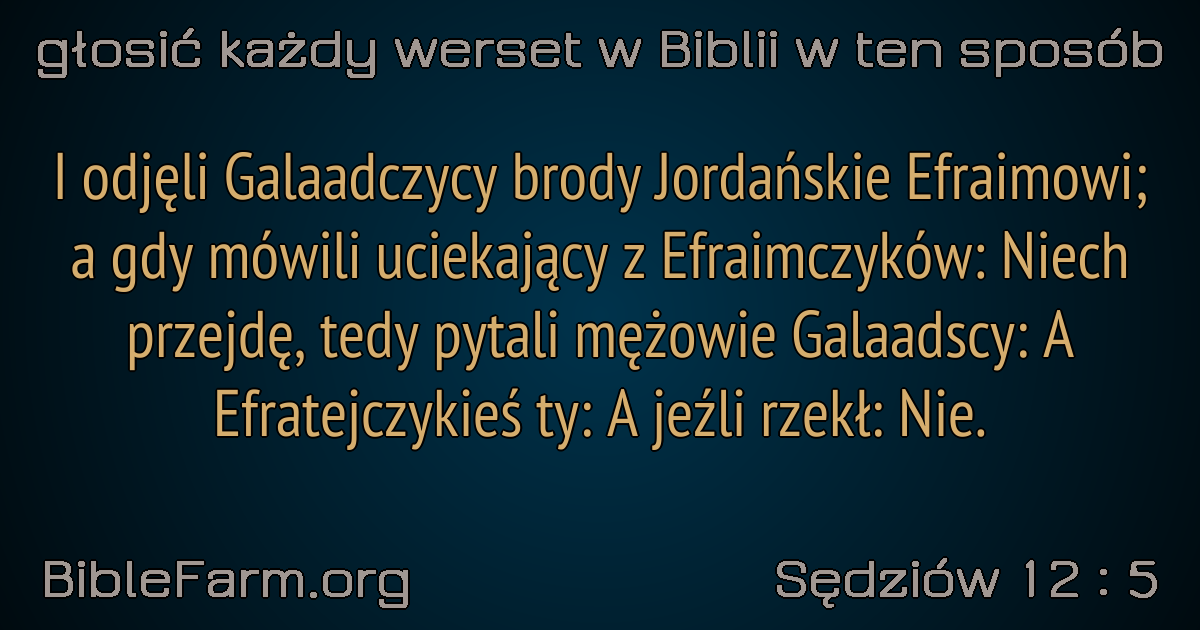 głosić każdy werset w Biblii w ten sposób
I odjęli Galaadczycy brody Jordańskie Efraimowi;
a gdy mówili uciekający z Efraimczyków: Niech
przejdę, tedy pytali mężowie Galaadscy: A
Efratejczykieś ty: A jeźli rzekł: Nie.
BibleFarm.org
Sędziów 12 : 5